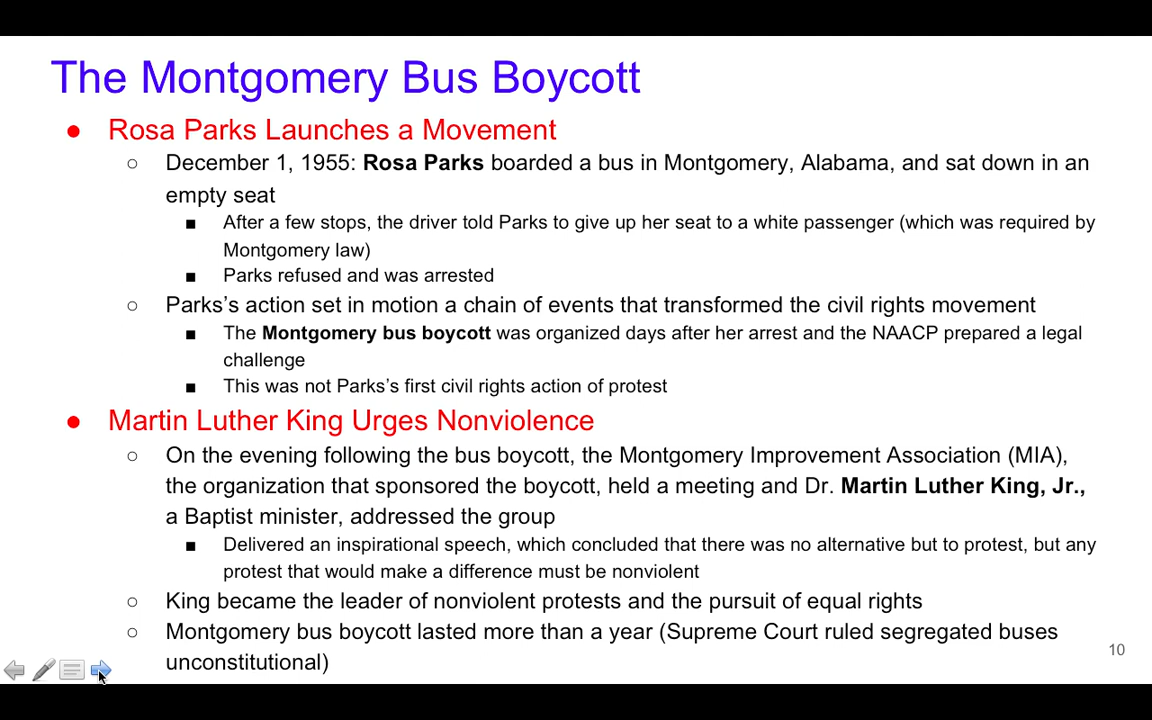 The Montgomery Bus Boycott
● Rosa Parks Launches a Movement
○ December 1, 1955: Rosa Parks boarded a bus in Montgomery, Alabama, and sat down in an
empty seat
■ After a few stops, the driver told Parks to give up her seat to a white passenger (which was required by
Montgomery law)
■ Parks refused and was arrested
○ Parks’s action set in motion a chain of events that transformed the civil rights movement
■ The Montgomery bus boycott was organized days after her arrest and the NAACP prepared a legal
challenge
■ This was not Parks’s first civil rights action of protest
● Martin Luther King Urges Nonviolence
○ On the evening following the bus boycott, the Montgomery Improvement Association (MIA),
the organization that sponsored the boycott, held a meeting and Dr. Martin Luther King, Jr.,
a Baptist minister, addressed the group
■ Delivered an inspirational speech, which concluded that there was no alternative but to protest, but any
protest that would make a difference must be nonviolent
○ King became the leader of nonviolent protests and the pursuit of equal rights
○ Montgomery bus boycott lasted more than a year (Supreme Court ruled segregated buses
unconstitutional)
10